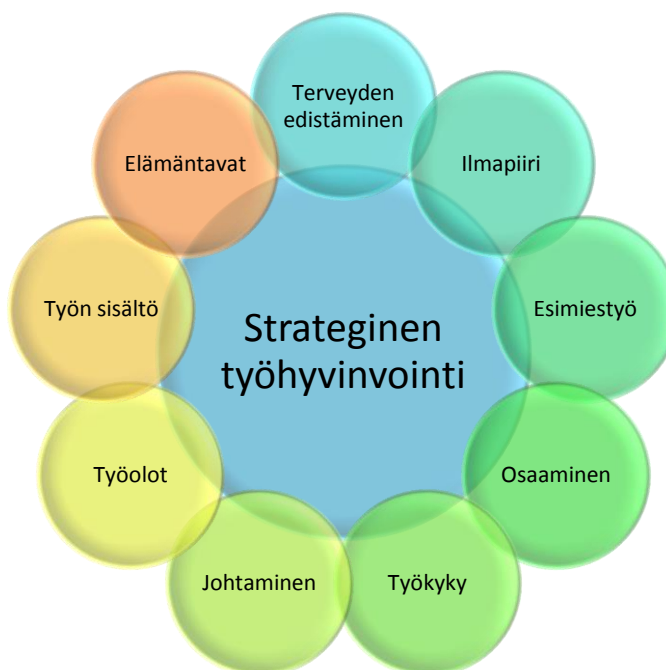 Terveyden
edistäminen
Ilmapiiri
Esimiestyö
Osaaminen
Työkyky
Johtaminen
Työolot
Työn sisältö
Elämäntavat
Strateginen
työhyvinvointi